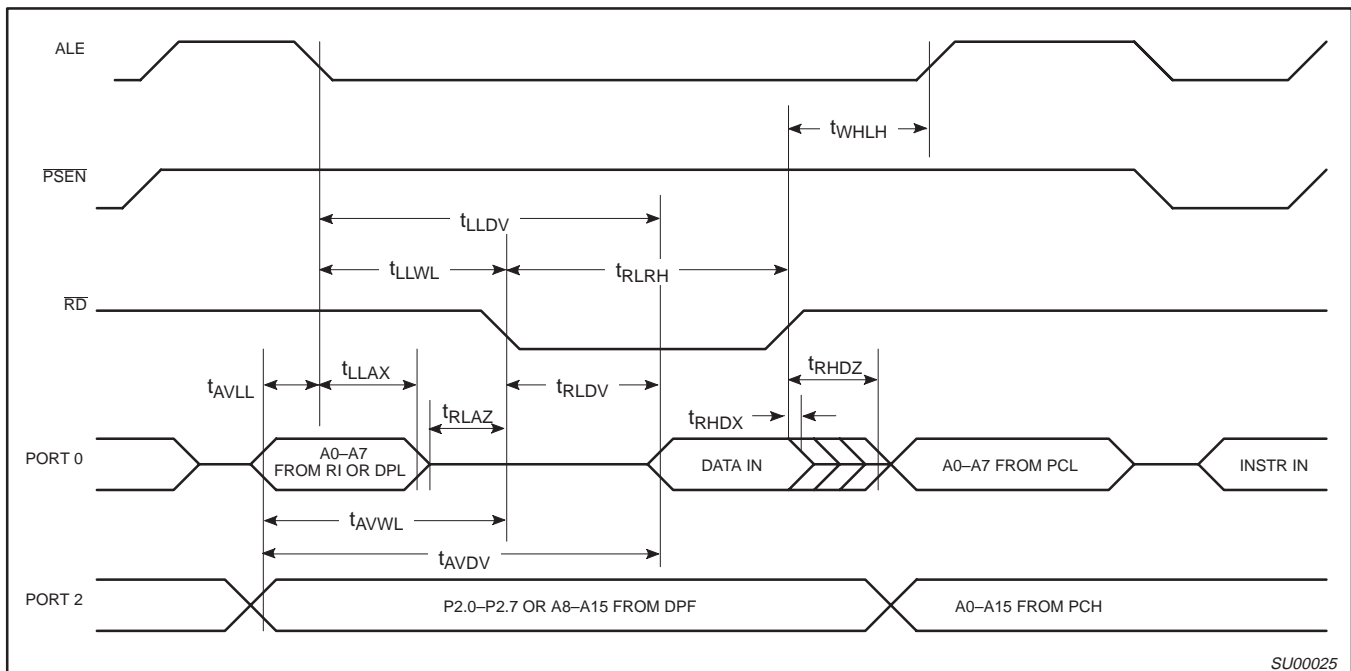 ALE
tWHLH
PSEN
tLLDV
tLLWL
tRLRH
RD
tAVLL
tLLAX
tRLAZ
tRLDV
tRHDZ
tRHDX
PORT 0
A0–A7
FROM RI OR DPL
DATA IN
A0–A7 FROM PCL
INSTR IN
tAVWL
tAVDV
PORT 2
P2.0–P2.7 OR A8–A15 FROM DPF
A0–A15 FROM PCH
SU00025